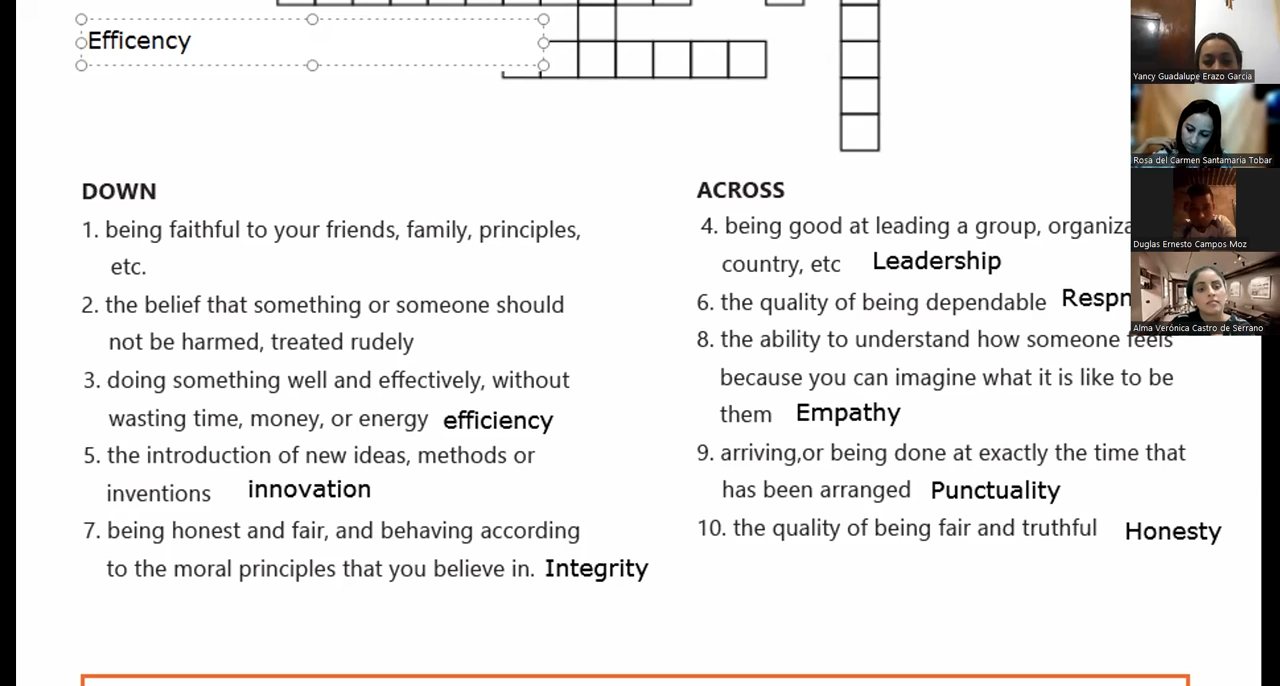 Efficency
Yancy Guadalupe Erazo Garcia
Rosa del Carmen Santamaria Tobar
Duglas Ernesto Campos Moz
Alma Verónica Castro de Serrano
DOWN
1. being faithful to your friends, family, principles,
etc.
2. the belief that something or someone should
not be harmed, treated rudely
3. doing something well and effectively, without
wasting time, money, or energy efficiency
5. the introduction of new ideas, methods or
inventions innovation
7. being honest and fair, and behaving according
to the moral principles that you believe in. Integrity
ACROSS
4. being good at leading a group, organiza
country, etc Leadership
6. the quality of being dependable Respn
8. the ability to understand how someone feels
because you can imagine what it is like to be
them Empathy
9. arriving,or being done at exactly the time that
has been arranged Punctuality
10. the quality of being fair and truthful Honesty